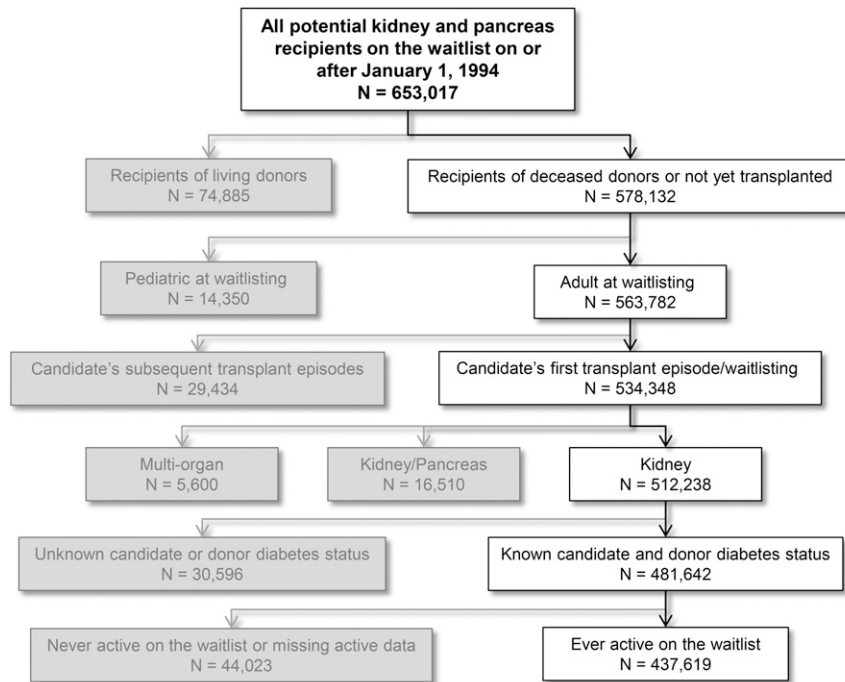 All potential kidney and pancreas
recipients on the waitlist on or
after January 1, 1994
N = 653,017
Recipients of living donors
N = 74,885
Recipients of deceased donors or not yet transplanted
N = 578,132
Pediatric at waitlisting
N = 14,350
Adult at waitlisting
N = 563,782
Candidate's subsequent transplant episodes
N = 29,434
Candidate's first transplant episode/waitlisting
N = 534,348
Multi-organ
N = 5,600
Kidney/Pancreas
N = 16,510
Kidney
N = 512,238
Unknown candidate or donor diabetes status
N = 30,596
Known candidate and donor diabetes status
N = 481,642
Never active on the waitlist or missing active data
N = 44,023
Ever active on the waitlist
N = 437,619